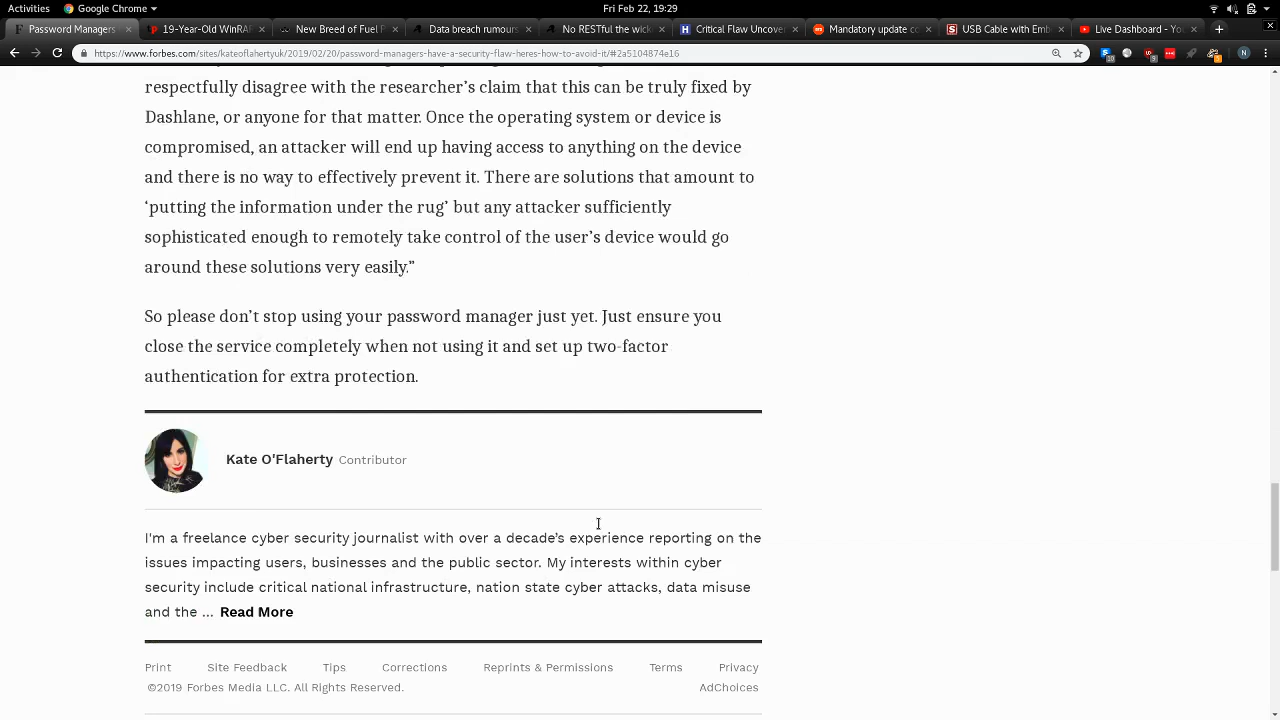 Activities Google Chrome Fri Feb 22, 19:29
Password Managers 19-Year-Old WinRAR New Breed of Fuel Data breach rumours No RESTful the wick Critical Flaw Uncover Mandatory update co USB Cable with Emb Live Dashboard - You
https://www.forbes.com/sites/kateoflahertyuk/2019/02/20/password-managers-have-a-security-flaw-heres-how-to-avoid-it/#2a5104874e16
respectfully disagree with the researcher’s claim that this can be truly fixed by
Dashlane, or anyone for that matter. Once the operating system or device is
compromised, an attacker will end up having access to anything on the device
and there is no way to effectively prevent it. There are solutions that amount to
‘putting the information under the rug’ but any attacker sufficiently
sophisticated enough to remotely take control of the user’s device would go
around these solutions very easily.”
So please don’t stop using your password manager just yet. Just ensure you
close the service completely when not using it and set up two-factor
authentication for extra protection.
Kate O'Flaherty Contributor
I'm a freelance cyber security journalist with over a decade’s experience reporting on the
issues impacting users, businesses and the public sector. My interests within cyber
security include critical national infrastructure, nation state cyber attacks, data misuse
and the ... Read More
Print Site Feedback Tips Corrections Reprints & Permissions Terms Privacy
©2019 Forbes Media LLC. All Rights Reserved. AdChoices